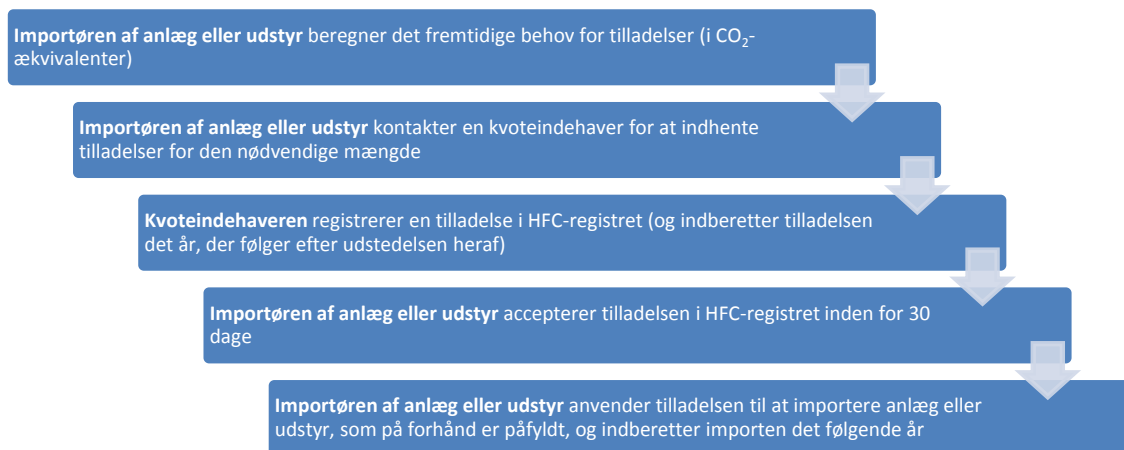 Importøren af anlæg eller udstyr beregner det fremtidige behov for tilladelser (i CO₂-
ækvivalenter)
Importøren af anlæg eller udstyr kontakter en kvoteindehaver for at indhente
tilladelser for den nødvendige mængde
Kvoteindehaveren registrerer en tilladelse i HFC-registret (og indberetter tilladelsen
det år, der følger efter udstedelsen heraf)
Importøren af anlæg eller udstyr accepterer tilladelsen i HFC-registret inden for 30
dage
Importøren af anlæg eller udstyr anvender tilladelsen til at importere anlæg eller
udstyr, som på forhånd er påfyldt, og indberetter importen det følgende år